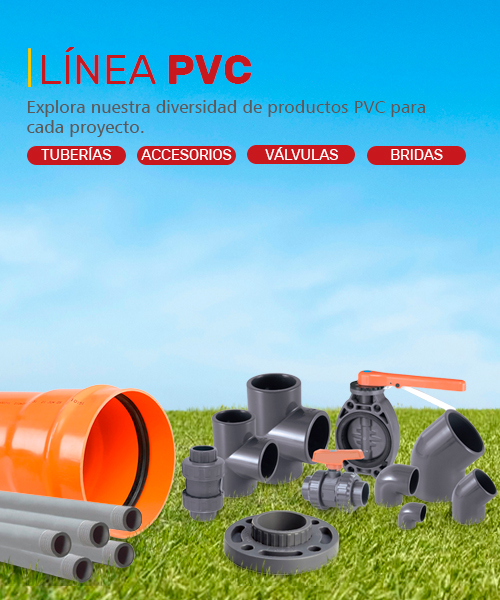 LÍNEA PVC
Explora nuestra diversidad de productos PVC para
cada proyecto.
TUBERÍAS ACCESORIOS VÁLVULAS BRIDAS